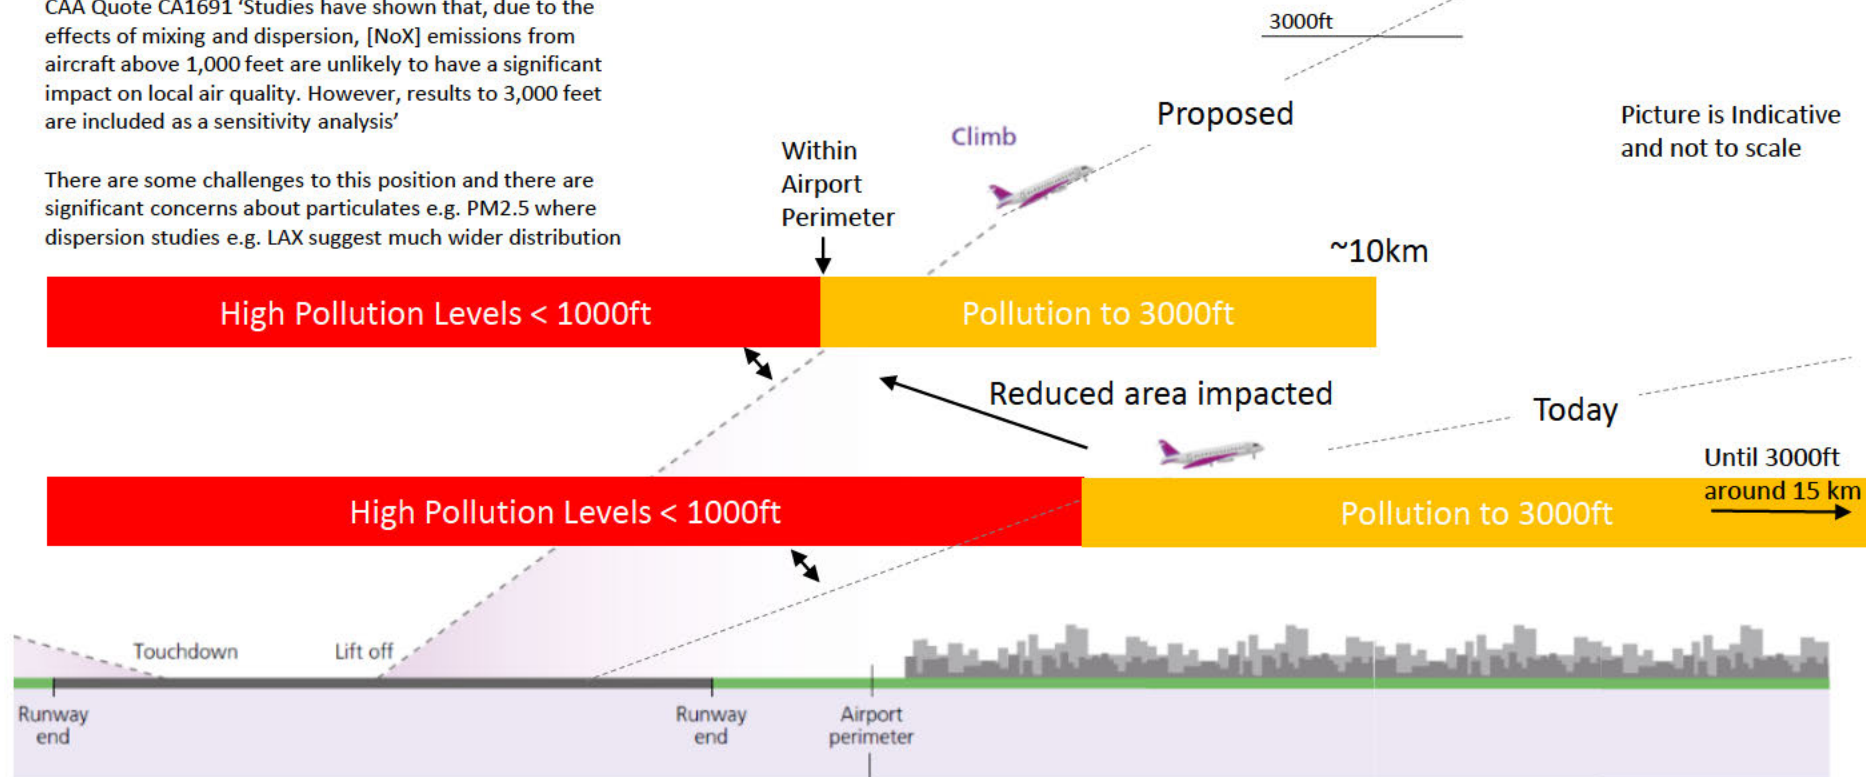 CAA Quote CA1691 ‘Studies have shown that, due to the
effects of mixing and dispersion, [NoX] emissions from
aircraft above 1,000 feet are unlikely to have a significant
impact on local air quality. However, results to 3,000 feet
are included as a sensitivity analysis’
There are some challenges to this position and there are
significant concerns about particulates e.g. PM2.5 where
dispersion studies e.g. LAX suggest much wider distribution
3000ft
Proposed
Picture is Indicative
and not to scale
Climb
Within
Airport
Perimeter
~10km
High Pollution Levels < 1000ft
Pollution to 3000ft
Reduced area impacted
Today
Until 3000ft
around 15 km
High Pollution Levels < 1000ft
Pollution to 3000ft
Touchdown
Lift off
Runway
end
Runway
end
Airport
perimeter